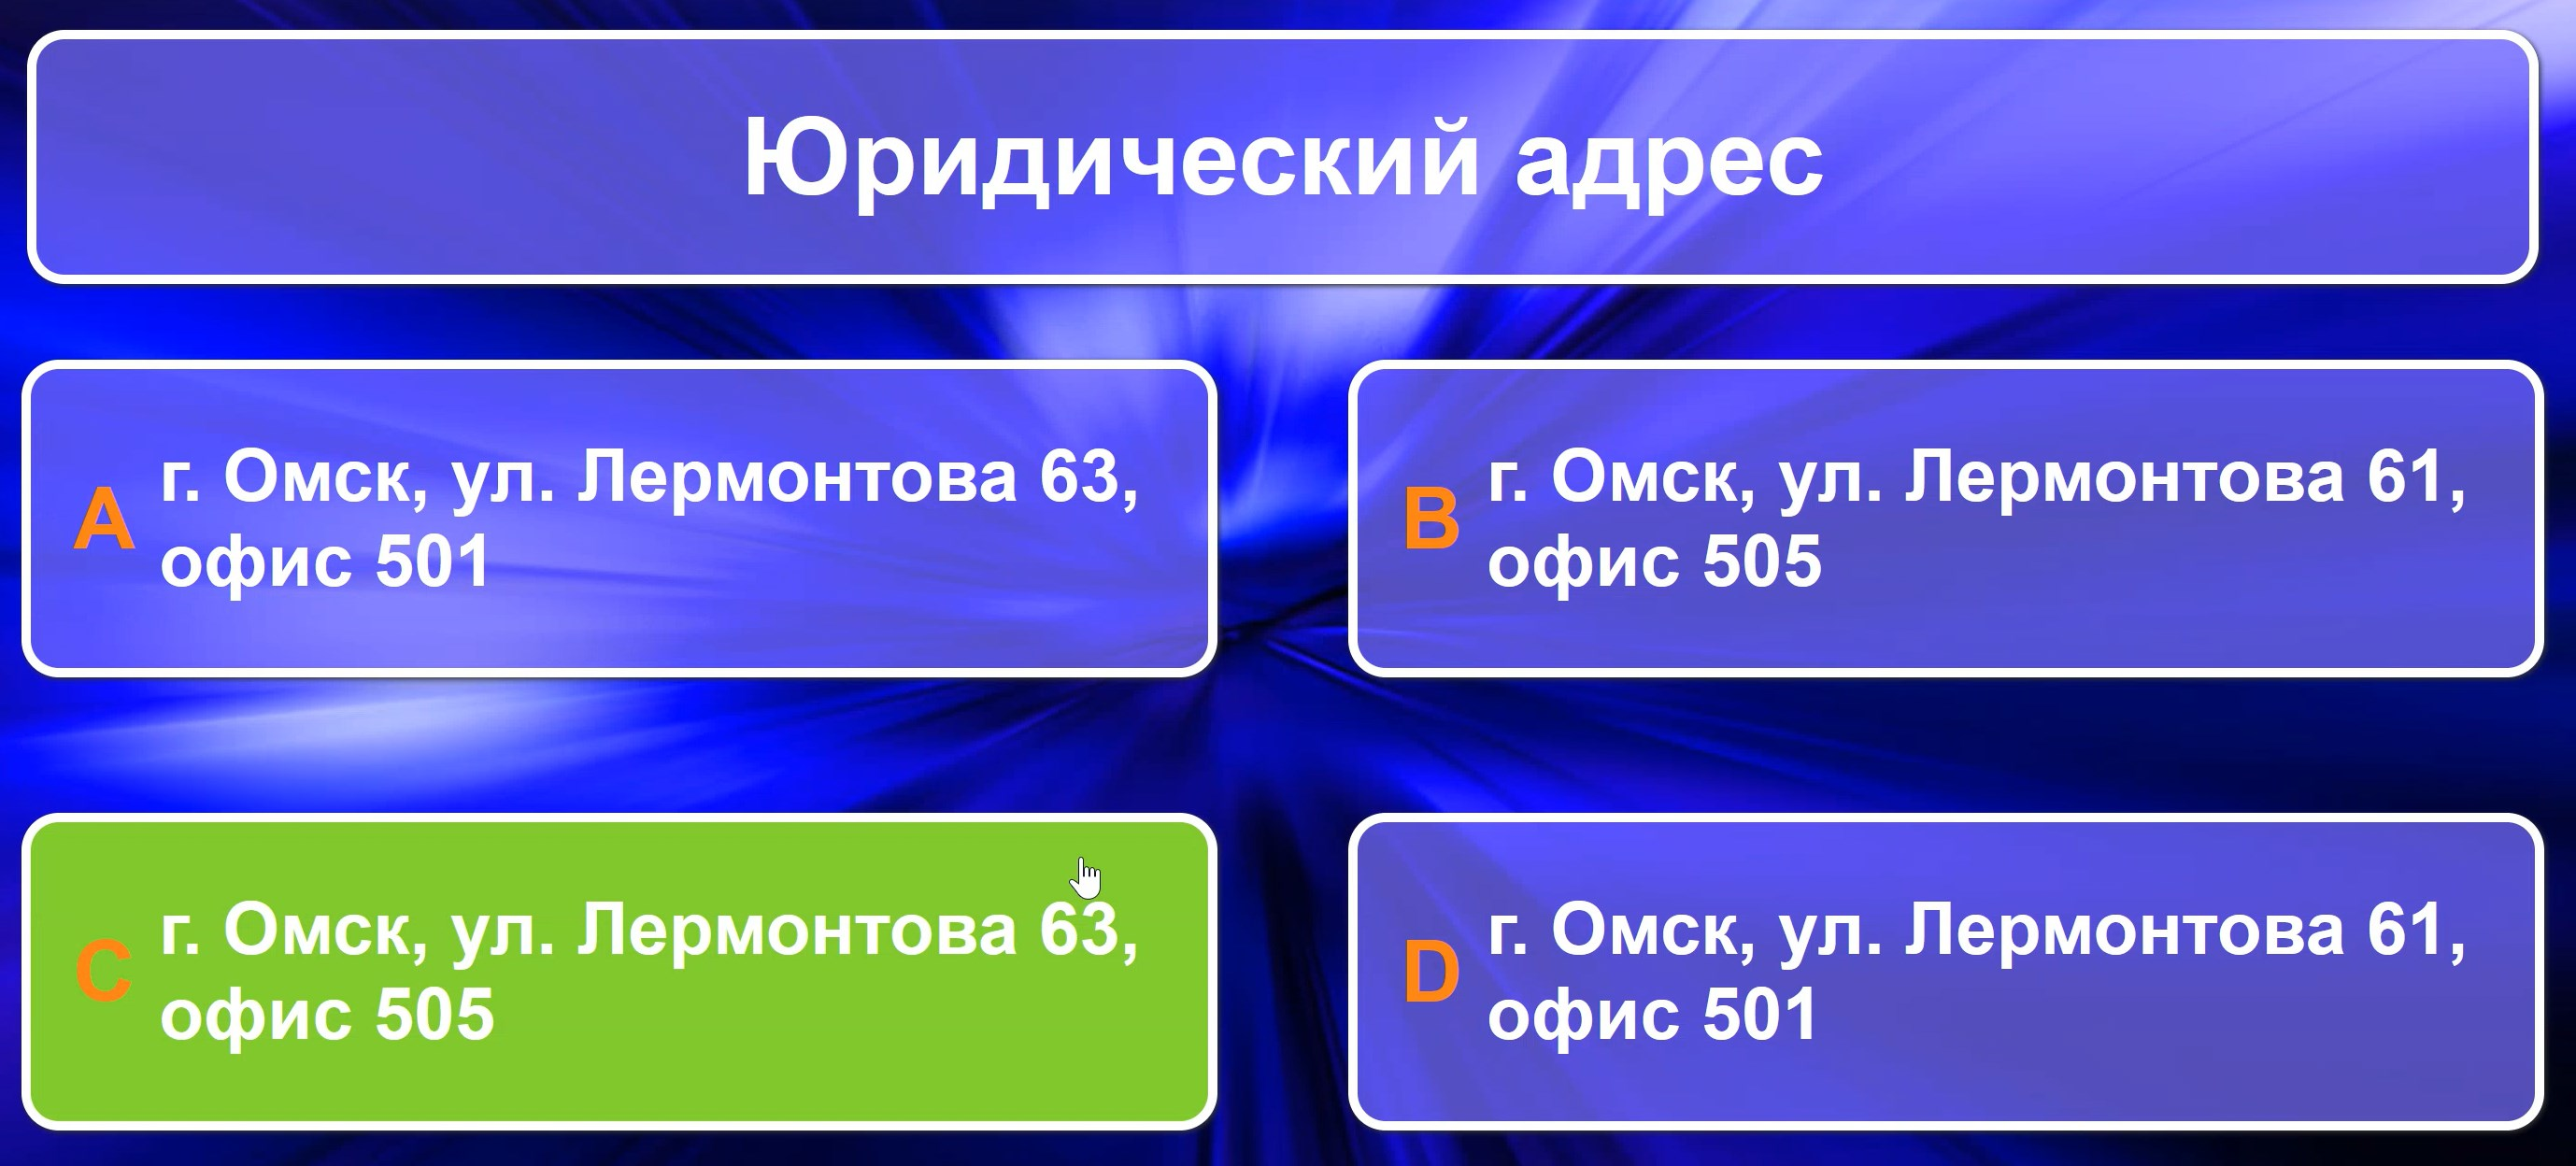 Юридический адрес
A
г. Омск, ул. Лермонтова 63,
офис 501
B
г. Омск, ул. Лермонтова 61,
офис 505
C
г. Омск, ул. Лермонтова 63,
офис 505
D
г. Омск, ул. Лермонтова 61,
офис 501